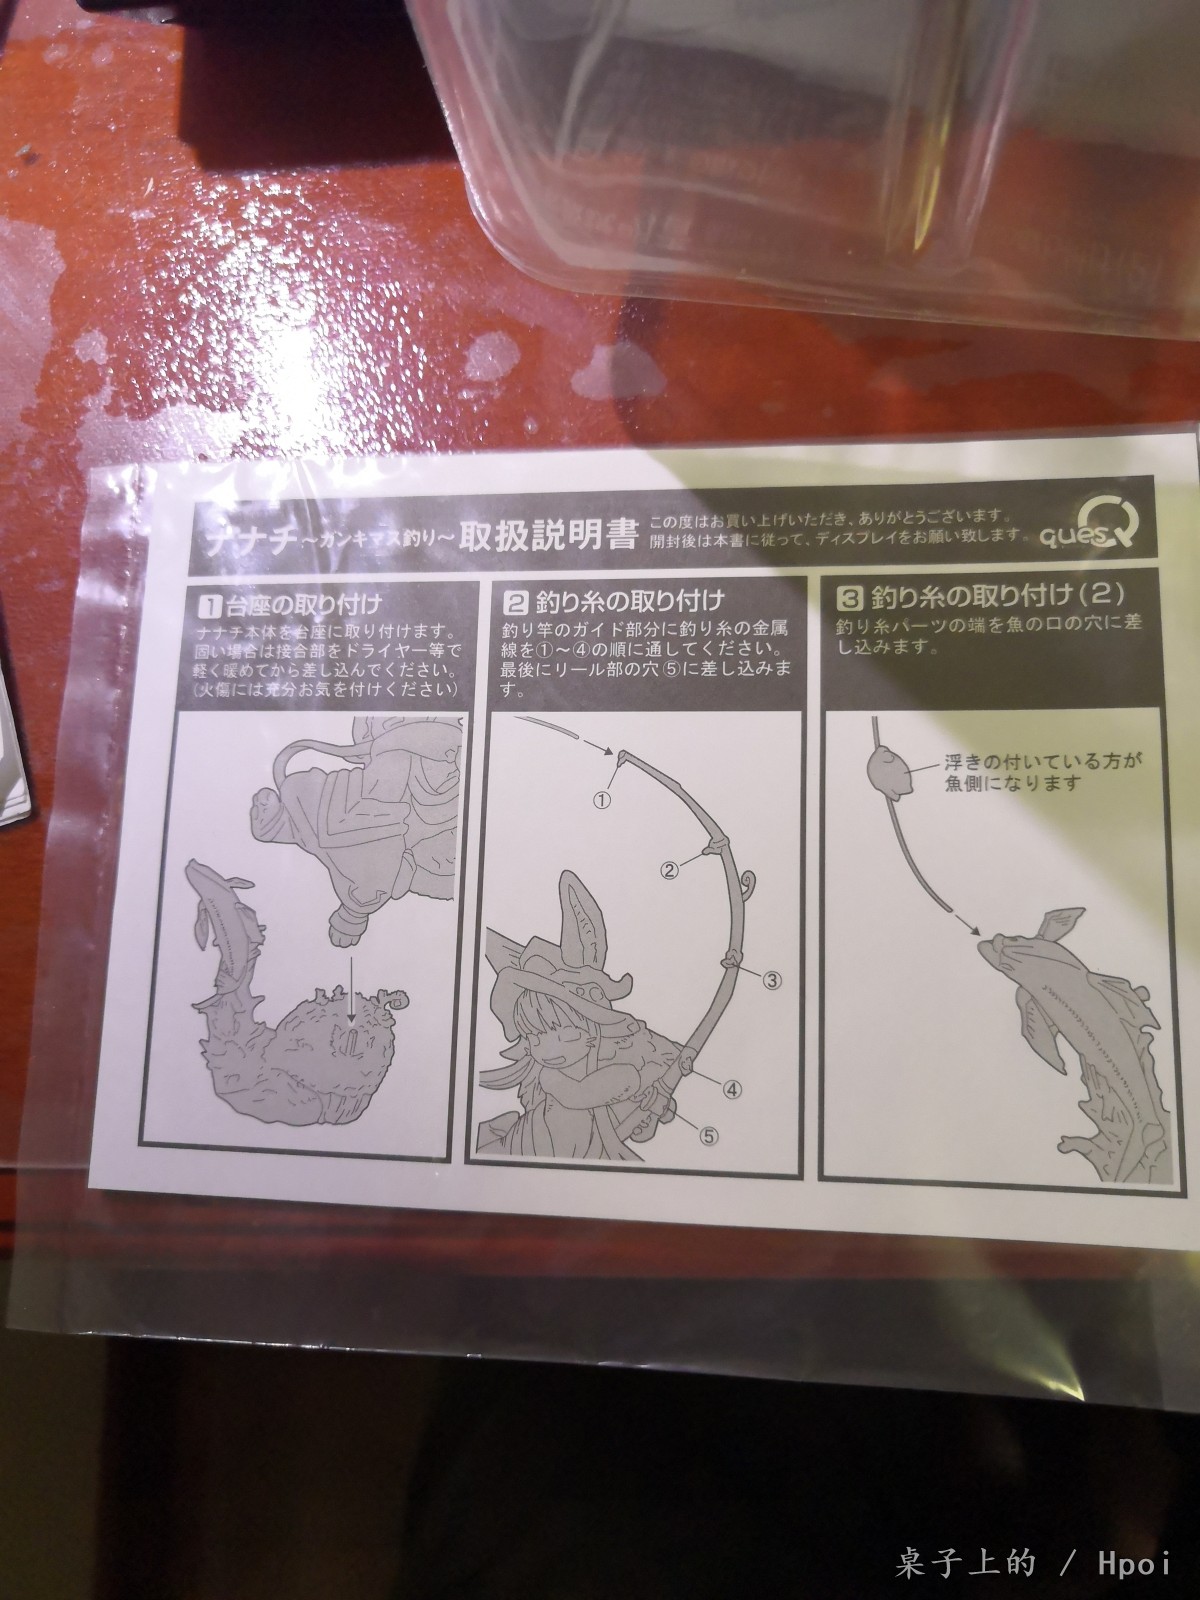 ナナチ～ガンキマス釣り～取扱説明書
この度はお買い上げいただき、ありがとうございます。
開封後は本書に従って、ディスプレイをお願い致します。
quesQ
1 台座の取り付け
ナナチ本体を台座に取り付けます。
固い場合は接合部をドライヤー等で
軽く暖めてから差し込んでください。
(火傷には充分お気を付けください)
2 釣り糸の取り付け
釣り竿のガイド部分に釣り糸の金属
線を①～④の順に通してください。
最後にリール部の穴⑤に差し込みま
す。
①
②
③
④
⑤
3 釣り糸の取り付け(2)
釣り糸パーツの端を魚の口の穴に差
し込みます。
浮きの付いている方が
魚側になります
桌子上的 / Hpoi